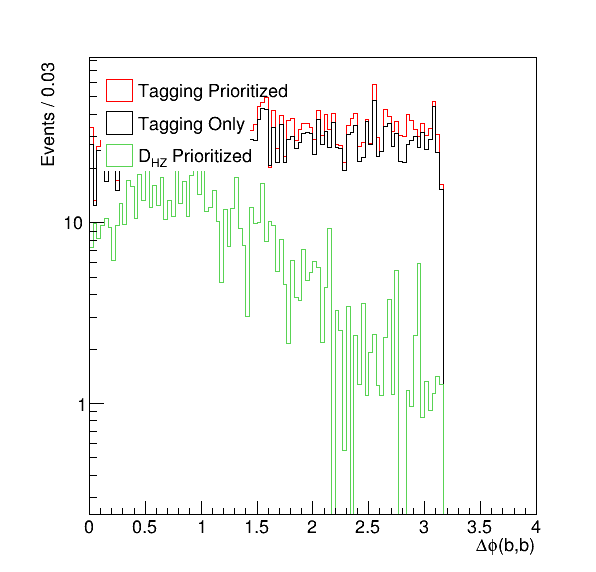 Events / 0.03
Tagging Prioritized
Tagging Only
D_HZ Prioritized
10
1
0 0.5 1 1.5 2 2.5 3 3.5 4
Δϕ(b,b)